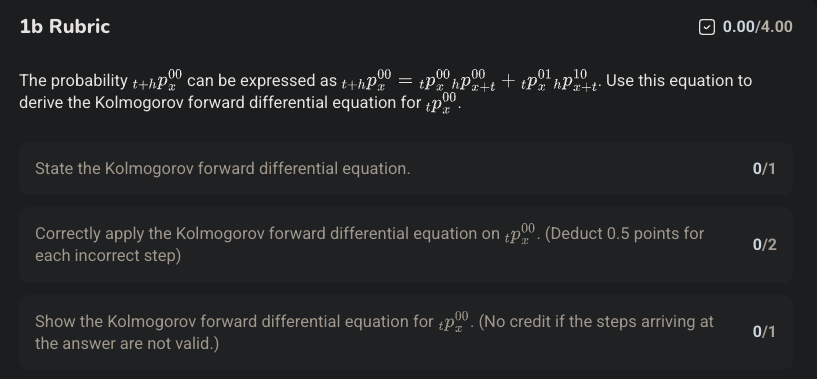 1b Rubric
0.00/4.00
The probability $_{t+h}p_x^{00}$ can be expressed as $_{t+h}p_x^{00} = {}_tp_x^{00}\,{}_hp_{x+t}^{00} + {}_tp_x^{01}\,{}_hp_{x+t}^{10}$. Use this equation to
derive the Kolmogorov forward differential equation for $_tp_x^{00}$.
State the Kolmogorov forward differential equation.
0/1
Correctly apply the Kolmogorov forward differential equation on $_tp_x^{00}$. (Deduct 0.5 points for
each incorrect step)
0/2
Show the Kolmogorov forward differential equation for $_tp_x^{00}$. (No credit if the steps arriving at
the answer are not valid.)
0/1